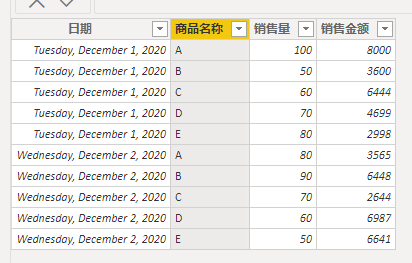 日期 商品名称 销售量 销售金额
Tuesday, December 1, 2020 A 100 8000
Tuesday, December 1, 2020 B 50 3600
Tuesday, December 1, 2020 C 60 6444
Tuesday, December 1, 2020 D 70 4699
Tuesday, December 1, 2020 E 80 2998
Wednesday, December 2, 2020 A 80 3565
Wednesday, December 2, 2020 B 90 6448
Wednesday, December 2, 2020 C 70 2644
Wednesday, December 2, 2020 D 60 6987
Wednesday, December 2, 2020 E 50 6641